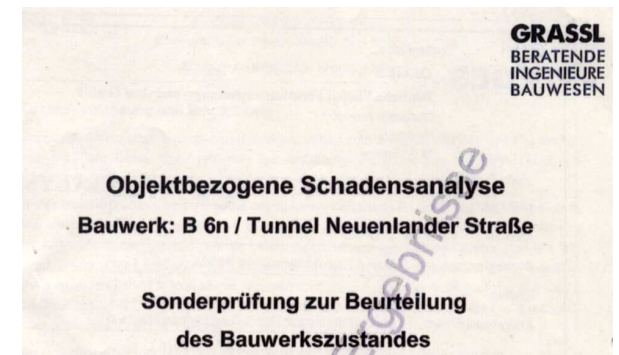 GRASSL
BERATENDE
INGENIEURE
BAUWESEN
Objektbezogene Schadensanalyse
Bauwerk: B 6n / Tunnel Neuenlander Straße
ergebnisse
Sonderprüfung zur Beurteilung
des Bauwerkszustandes